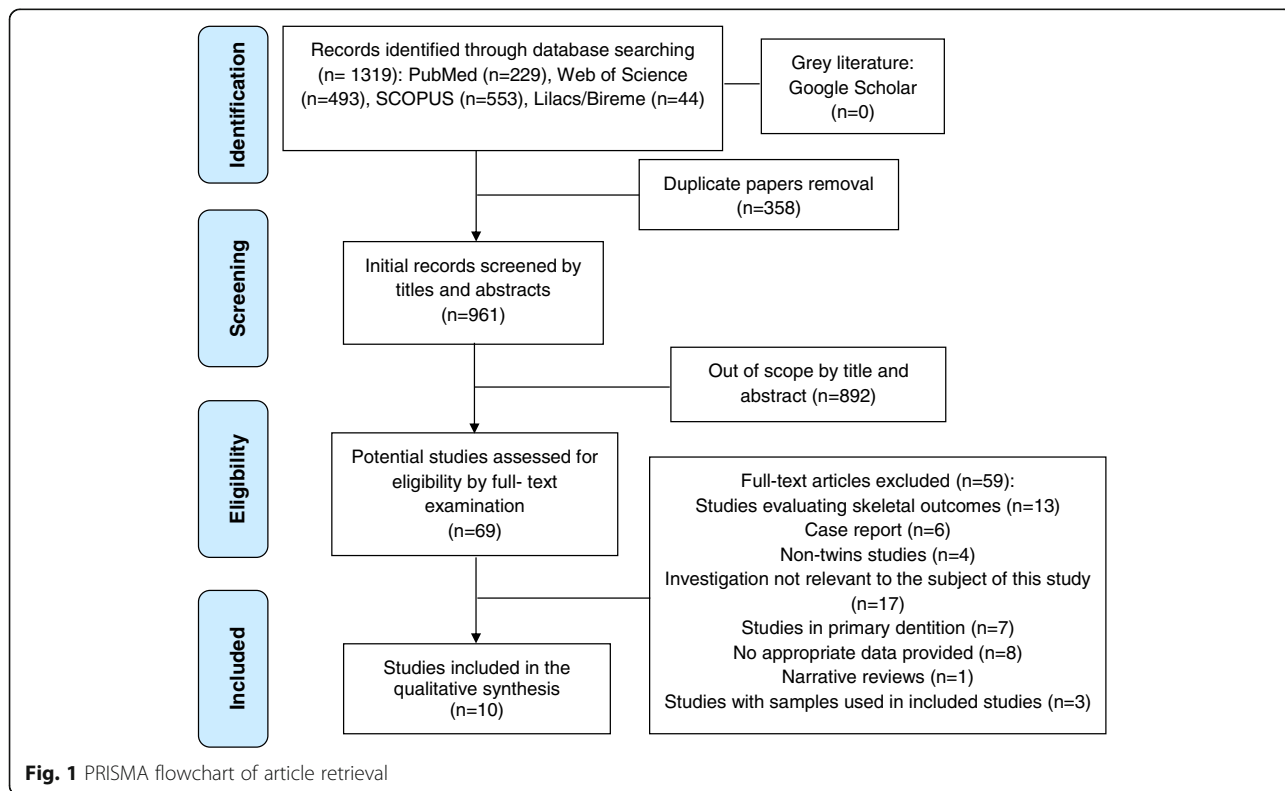 Identification
Records identified through database searching
(n= 1319): PubMed (n=229), Web of Science
(n=493), SCOPUS (n=553), Lilacs/Bireme (n=44)
Grey literature:
Google Scholar
(n=0)
Duplicate papers removal
(n=358)
Screening
Initial records screened by
titles and abstracts
(n=961)
Out of scope by title and
abstract (n=892)
Eligibility
Potential studies assessed for
eligibility by full- text
examination
(n=69)
Full-text articles excluded (n=59):
Studies evaluating skeletal outcomes (n=13)
Case report (n=6)
Non-twins studies (n=4)
Investigation not relevant to the subject of this study
(n=17)
Studies in primary dentition (n=7)
No appropriate data provided (n=8)
Narrative reviews (n=1)
Studies with samples used in included studies (n=3)
Included
Studies included in the
qualitative synthesis
(n=10)
Fig. 1 PRISMA flowchart of article retrieval